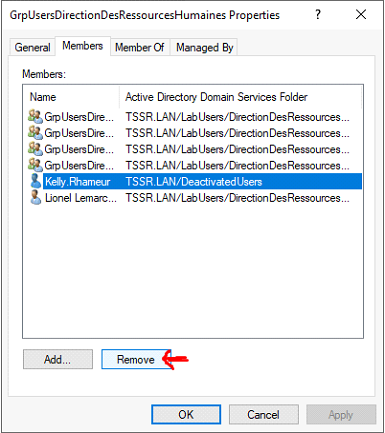 GrpUsersDirectionDesRessourcesHumaines Properties ? ×
General Members Member Of Managed By
Members:
Name Active Directory Domain Services Folder
GrpUsersDire... TSSR.LAN/LabUsers/DirectionDesRessources...
GrpUsersDire... TSSR.LAN/LabUsers/DirectionDesRessources...
GrpUsersDire... TSSR.LAN/LabUsers/DirectionDesRessources...
GrpUsersDire... TSSR.LAN/LabUsers/DirectionDesRessources...
Kelly.Rhameur TSSR.LAN/DeactivatedUsers
Lionel Lemarc... TSSR.LAN/LabUsers/DirectionDesRessources...
Add... Remove
OK Cancel Apply